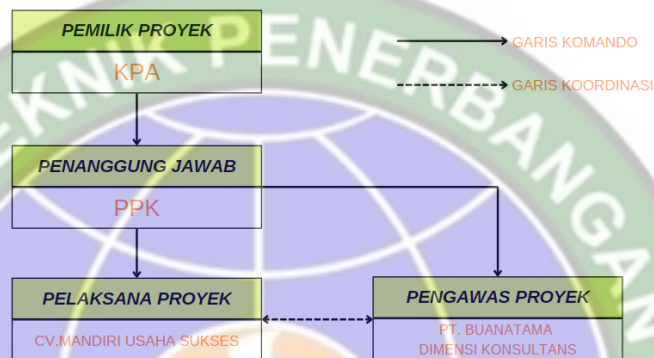 PEMILIK PROYEK
KPA
GARIS KOMANDO
GARIS KOORDINASI
EKNIK PENERBANGAN
PENANGGUNG JAWAB
PPK
PELAKSANA PROYEK
CV.MANDIRI USAHA SUKSES
PENGAWAS PROYEK
PT. BUANATAMA
DIMENSI KONSULTANS